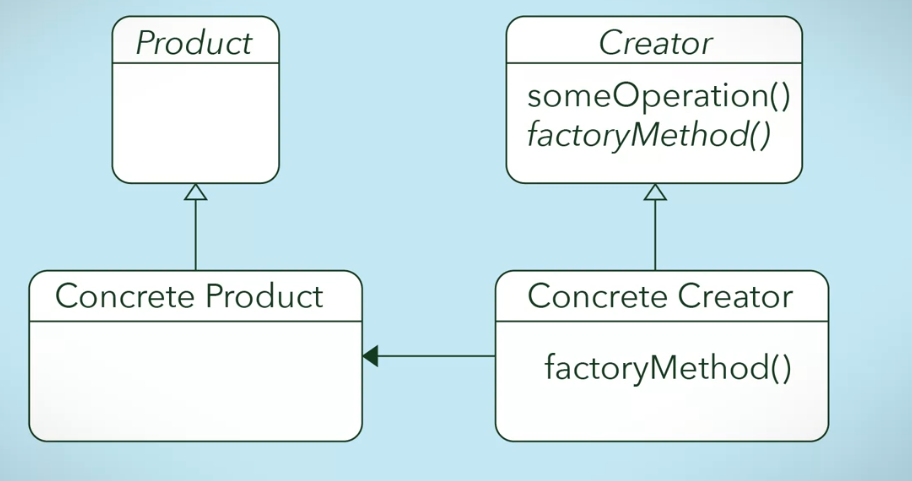 Product
Creator
someOperation()
factoryMethod()
Concrete Product
Concrete Creator
factoryMethod()